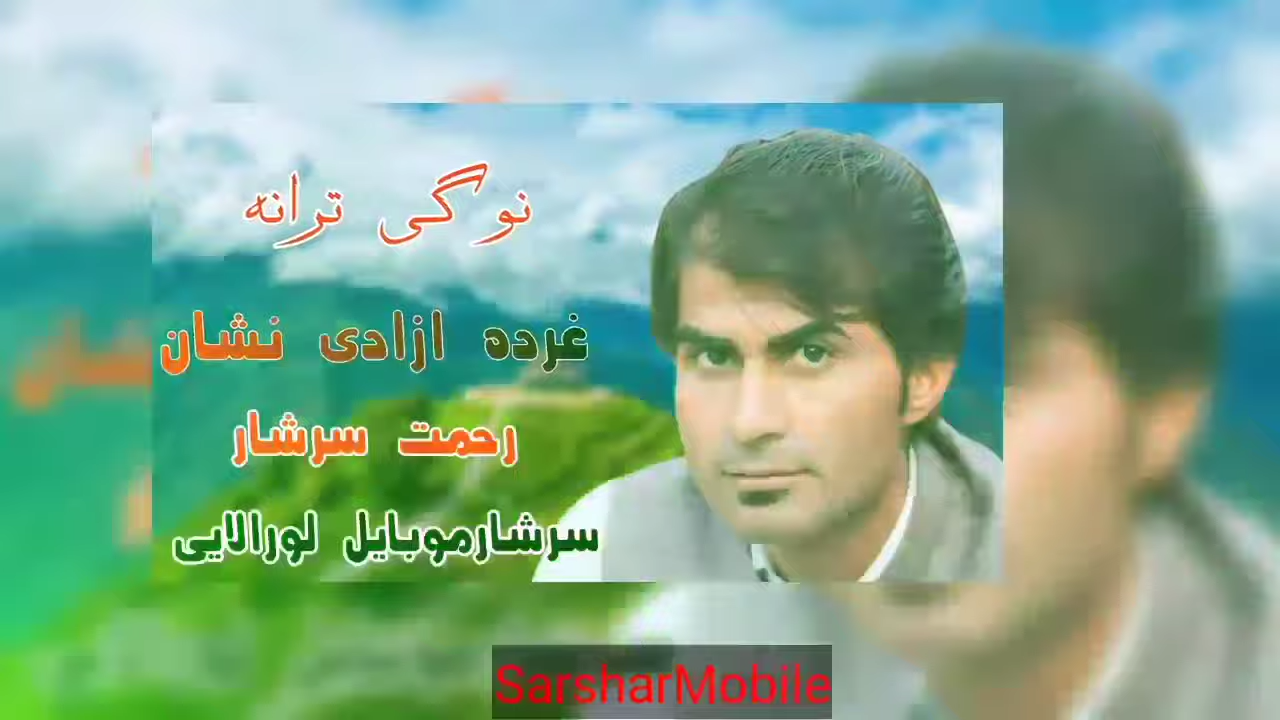 نوگی ترانه
غرده ازادی نشان
رحمت سرشار
سرشارموبایل لورالایی
SarsharMobile